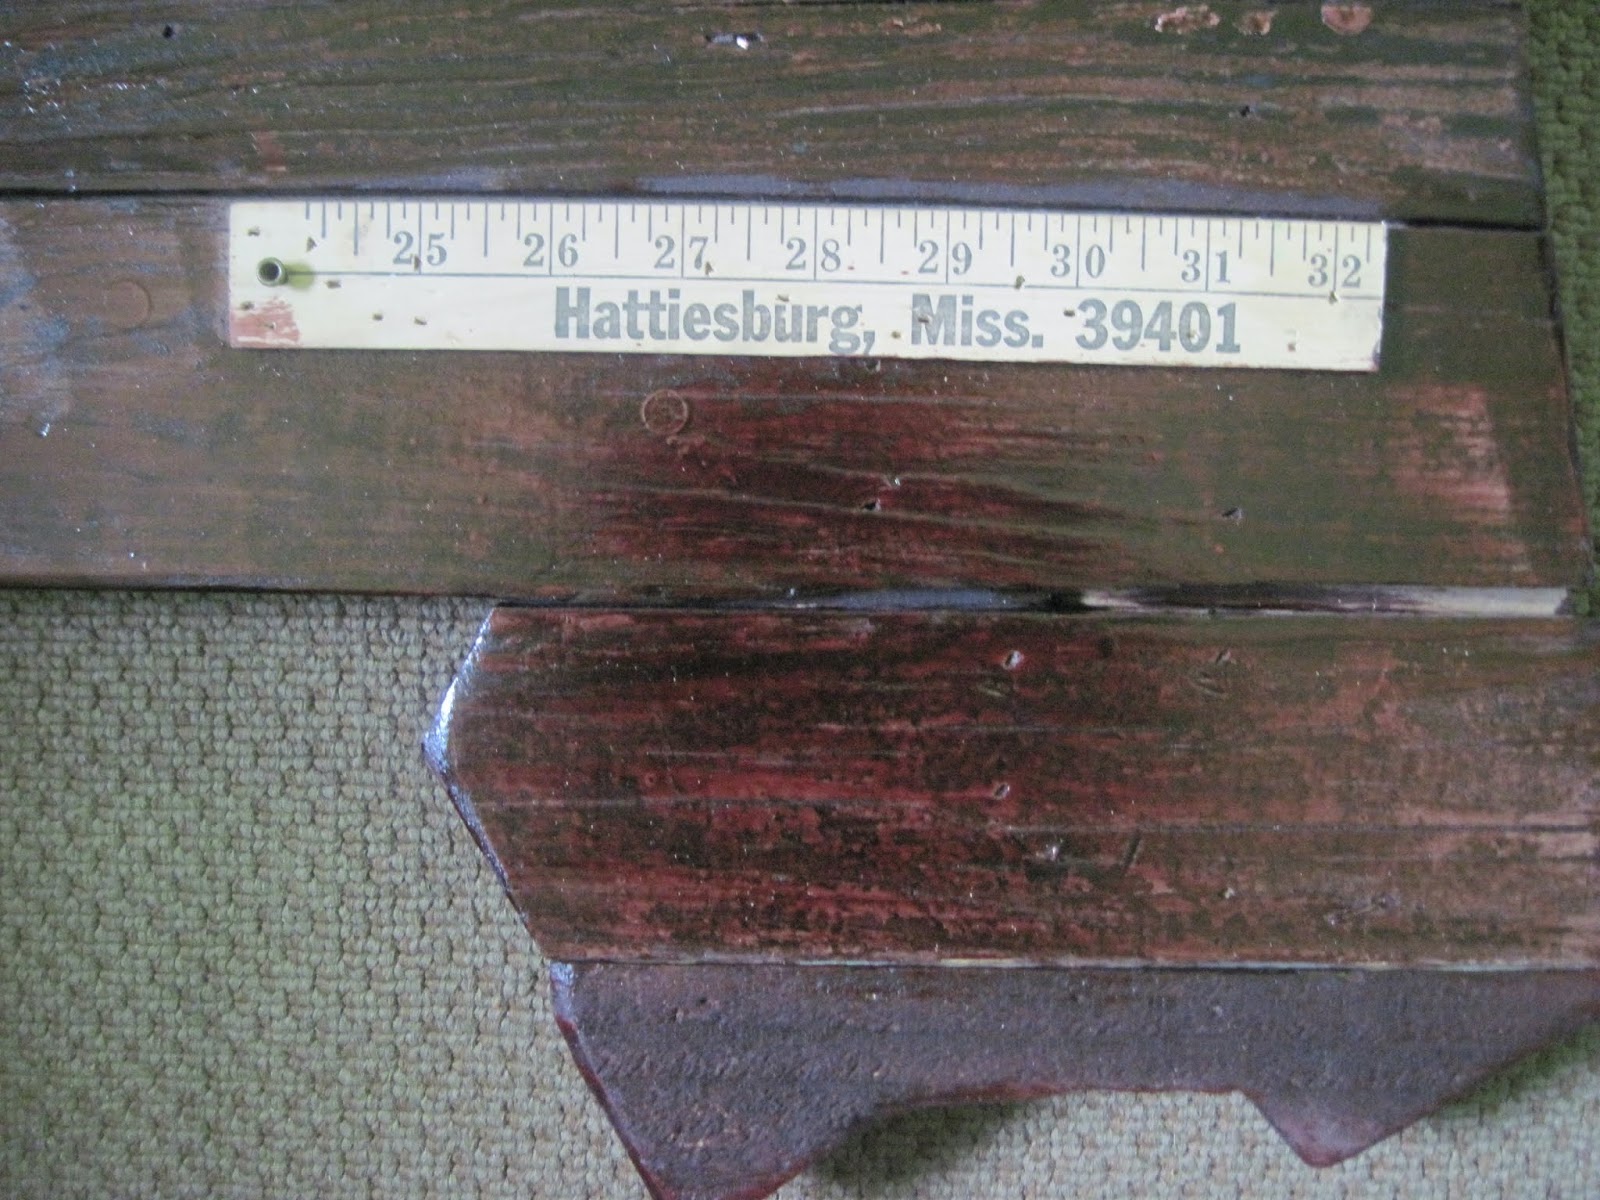 25 26 27 28 29 30 31 32
Hattiesburg, Miss. 39401